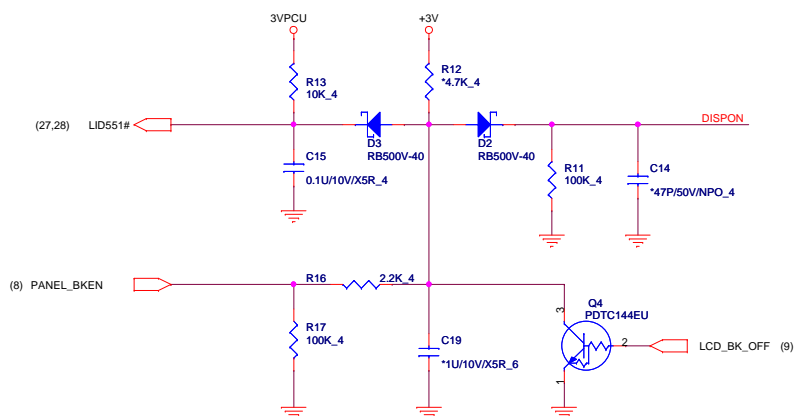 3VPCU
+3V
R13
10K_4
R12
*4.7K_4
(27,28) LID551#
DISPON
D3
RB500V-40
D2
RB500V-40
C15
0.1U/10V/X5R_4
R11
100K_4
C14
*47P/50V/NPO_4
(8) PANEL_BKEN
R16
2.2K_4
Q4
PDTC144EU
3
2
1
R17
100K_4
C19
*1U/10V/X5R_6
LCD_BK_OFF (9)